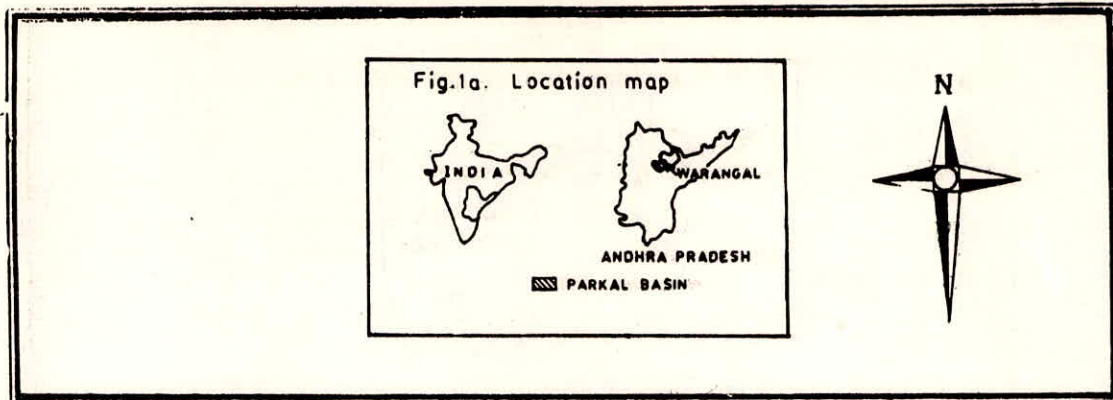 Fig.1a. Location map
N
INDIA
WARANGAL
ANDHRA PRADESH
PARKAL BASIN